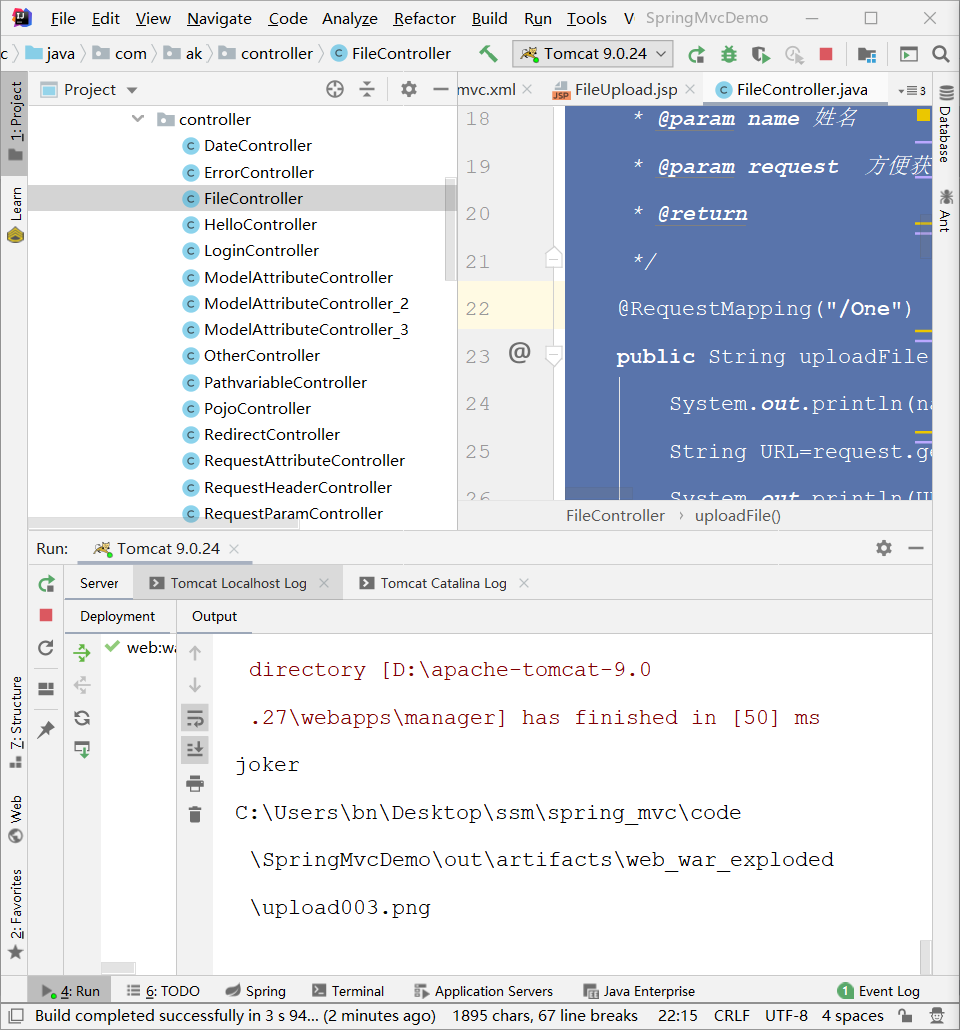 File Edit View Navigate Code Analyze Refactor Build Run Tools V SpringMvcDemo
c java com ak controller FileController Tomcat 9.0.24
Project
mvc.xml FileUpload.jsp FileController.java 3
1: Project
Learn
7: Structure
Web
2: Favorites
controller
DateController
ErrorController
FileController
HelloController
LoginController
ModelAttributeController
ModelAttributeController_2
ModelAttributeController_3
OtherController
PathvariableController
PojoController
RedirectController
RequestAttributeController
RequestHeaderController
RequestParamController
18 * @param name 姓名
19 * @param request 方便获
20 * @return
21 */
22 @RequestMapping("/One")
23 public String uploadFile
24 System.out.println(na
25 String URL=request.ge
26 System.out.println(U
FileController › uploadFile()
Database
Ant
Run: Tomcat 9.0.24
Server Tomcat Localhost Log Tomcat Catalina Log
Deployment Output
web:wa
directory [D:\apache-tomcat-9.0
.27\webapps\manager] has finished in [50] ms
joker
C:\Users\bn\Desktop\ssm\spring_mvc\code
\SpringMvcDemo\out\artifacts\web_war_exploded
\upload003.png
4: Run 6: TODO Spring Terminal Application Servers Java Enterprise 1 Event Log
Build completed successfully in 3 s 94... (2 minutes ago) 1895 chars, 67 line breaks 22:15 CRLF UTF-8 4 spaces